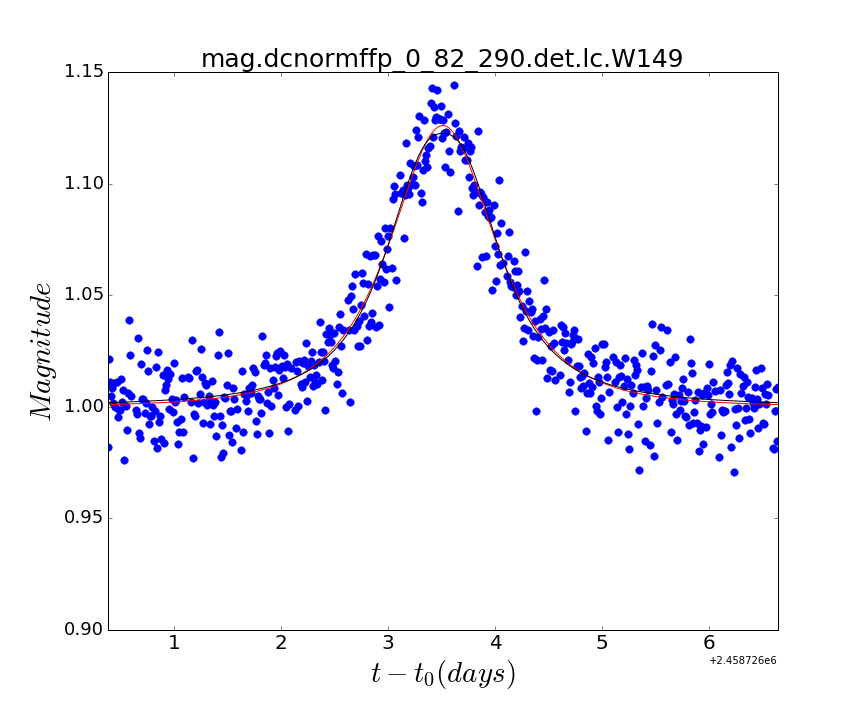 mag.dcnormffp_0_82_290.det.lc.W149
1.15
1.10
1.05
1.00
0.95
0.90
Magnitude
1 2 3 4 5 6
+2.458726e6
t − t₀(days)